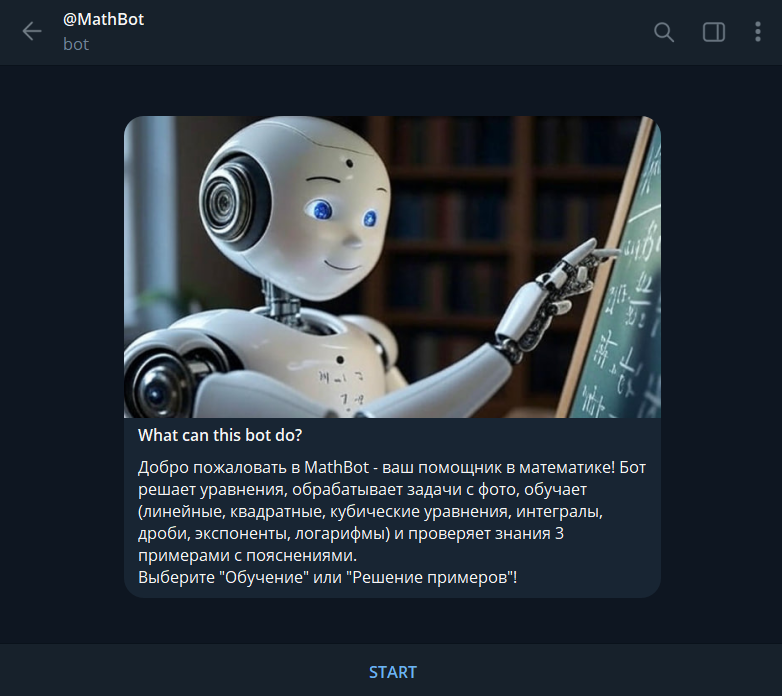 @MathBot
bot
What can this bot do?
Добро пожаловать в MathBot - ваш помощник в математике! Бот
решает уравнения, обрабатывает задачи с фото, обучает
(линейные, квадратные, кубические уравнения, интегралы,
дроби, экспоненты, логарифмы) и проверяет знания 3
примерами с пояснениями.
Выберите "Обучение" или "Решение примеров"!
START